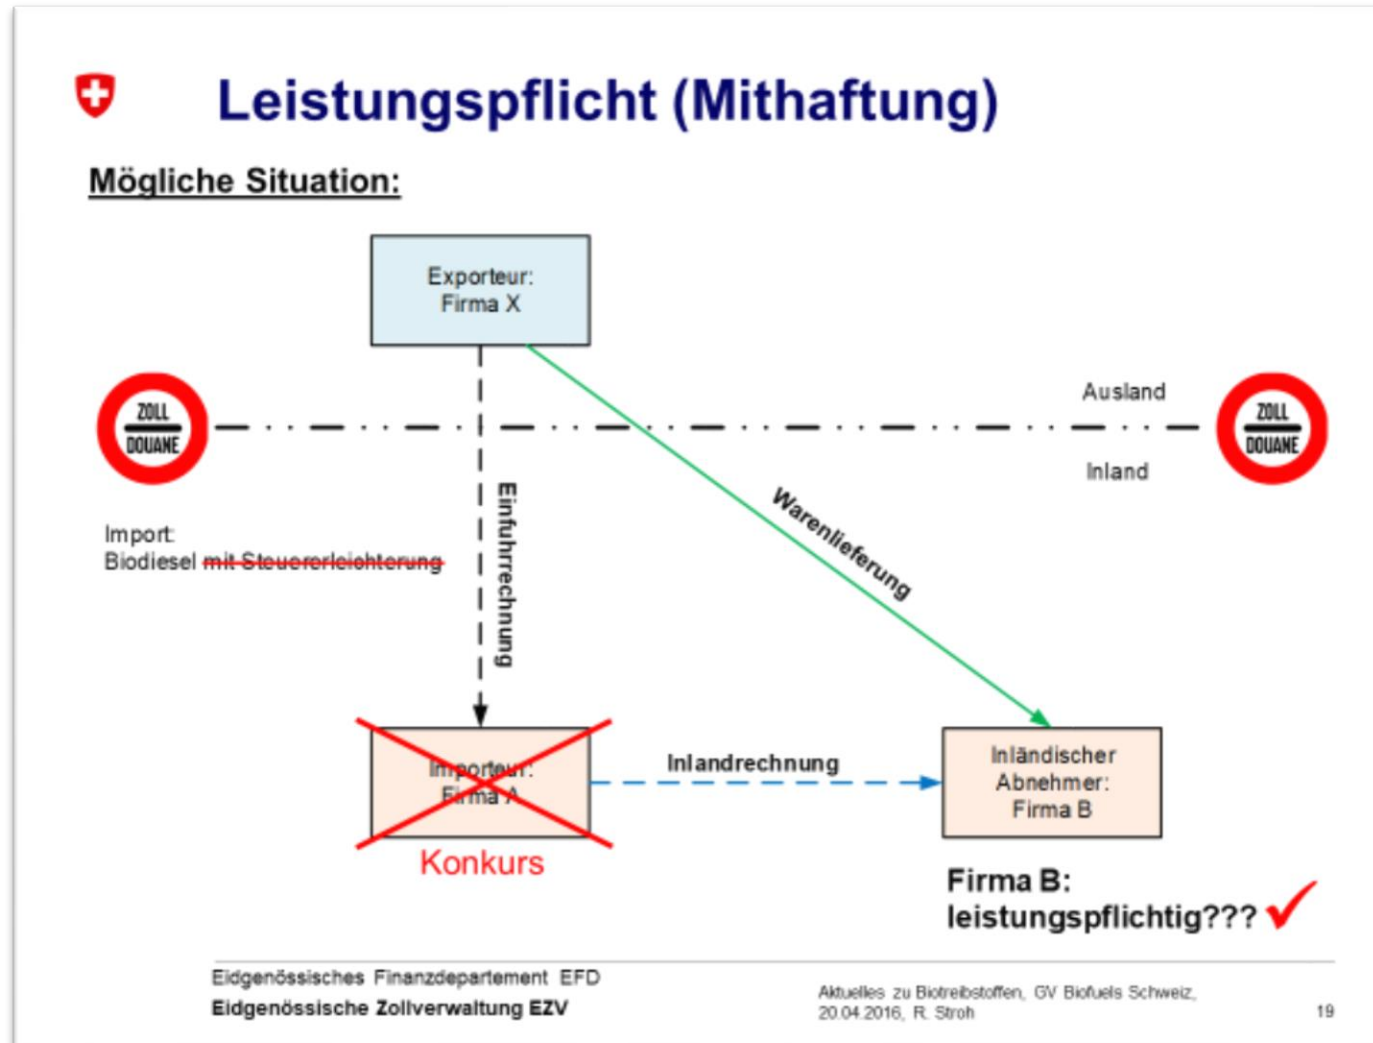 Leistungspflicht (Mithaftung)
Mögliche Situation:
Exporteur:
Firma X
ZOLL
DOUANE
Ausland
ZOLL
DOUANE
Inland
Import:
Biodiesel mit Steuererleichterung
Einfuhrrechnung
Warenlieferung
Importeur:
Firma A
Konkurs
Inlandrechnung
Inländischer
Abnehmer:
Firma B
Firma B:
leistungspflichtig???
Eidgenössisches Finanzdepartement EFD
Eidgenössische Zollverwaltung EZV
Aktuelles zu Biotreibstoffen, GV Biofuels Schweiz,
20.04.2016, R. Stroh
19